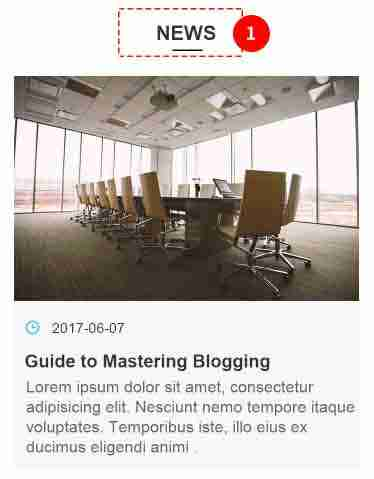 NEWS 1
2017-06-07
Guide to Mastering Blogging
Lorem ipsum dolor sit amet, consectetur
adipisicing elit. Nesciunt nemo tempore itaque
voluptates. Temporibus iste, illo eius ex
ducimus eligendi animi .